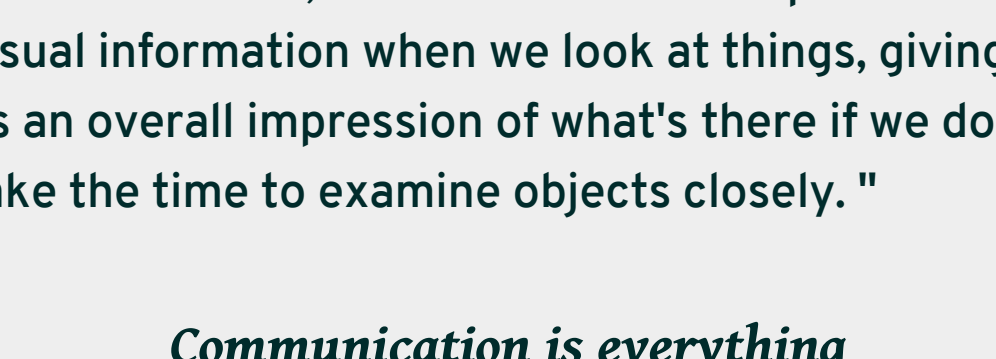 sual information when we look at things, giving
s an overall impression of what's there if we do
ke the time to examine objects closely. "
Communication is everything